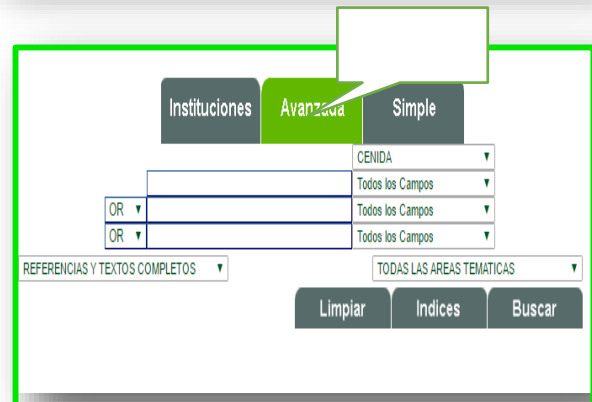 Instituciones Avanzada Simple
CENIDA
Todos los Campos
OR Todos los Campos
OR Todos los Campos
REFERENCIAS Y TEXTOS COMPLETOS TODAS LAS AREAS TEMATICAS
Limpiar Indices Buscar